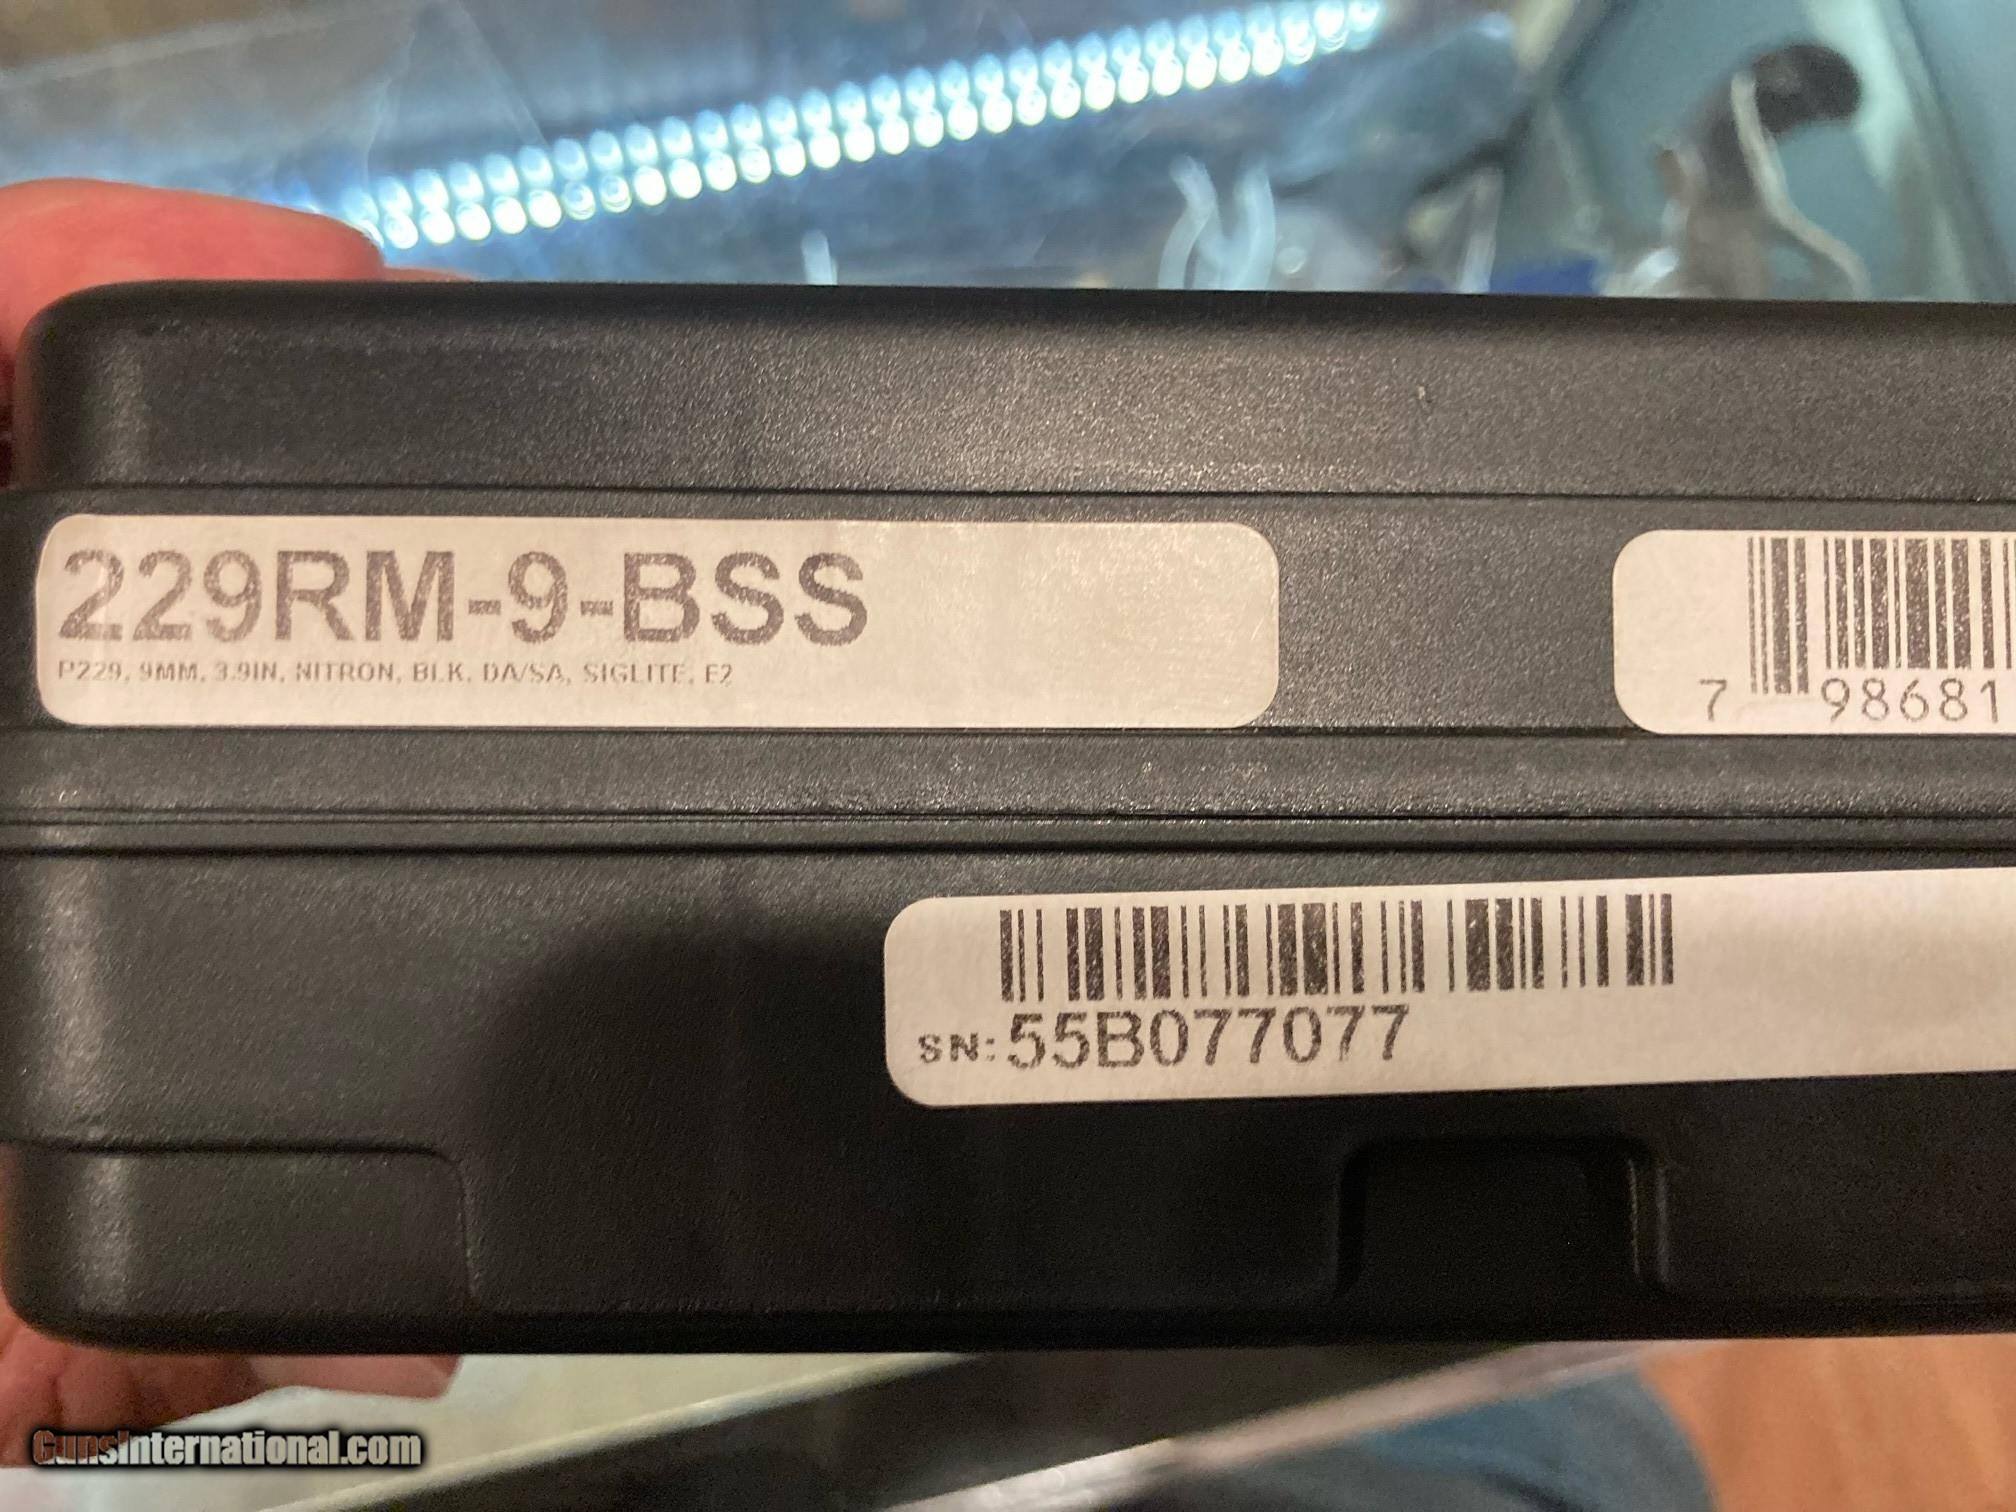 229RM-9-BSS
P229, 9MM, 3.9IN, NITRON, BLK, DA/SA, SIGLITE, E2
7 98681
SN: 55B077077
GunsInternational.com